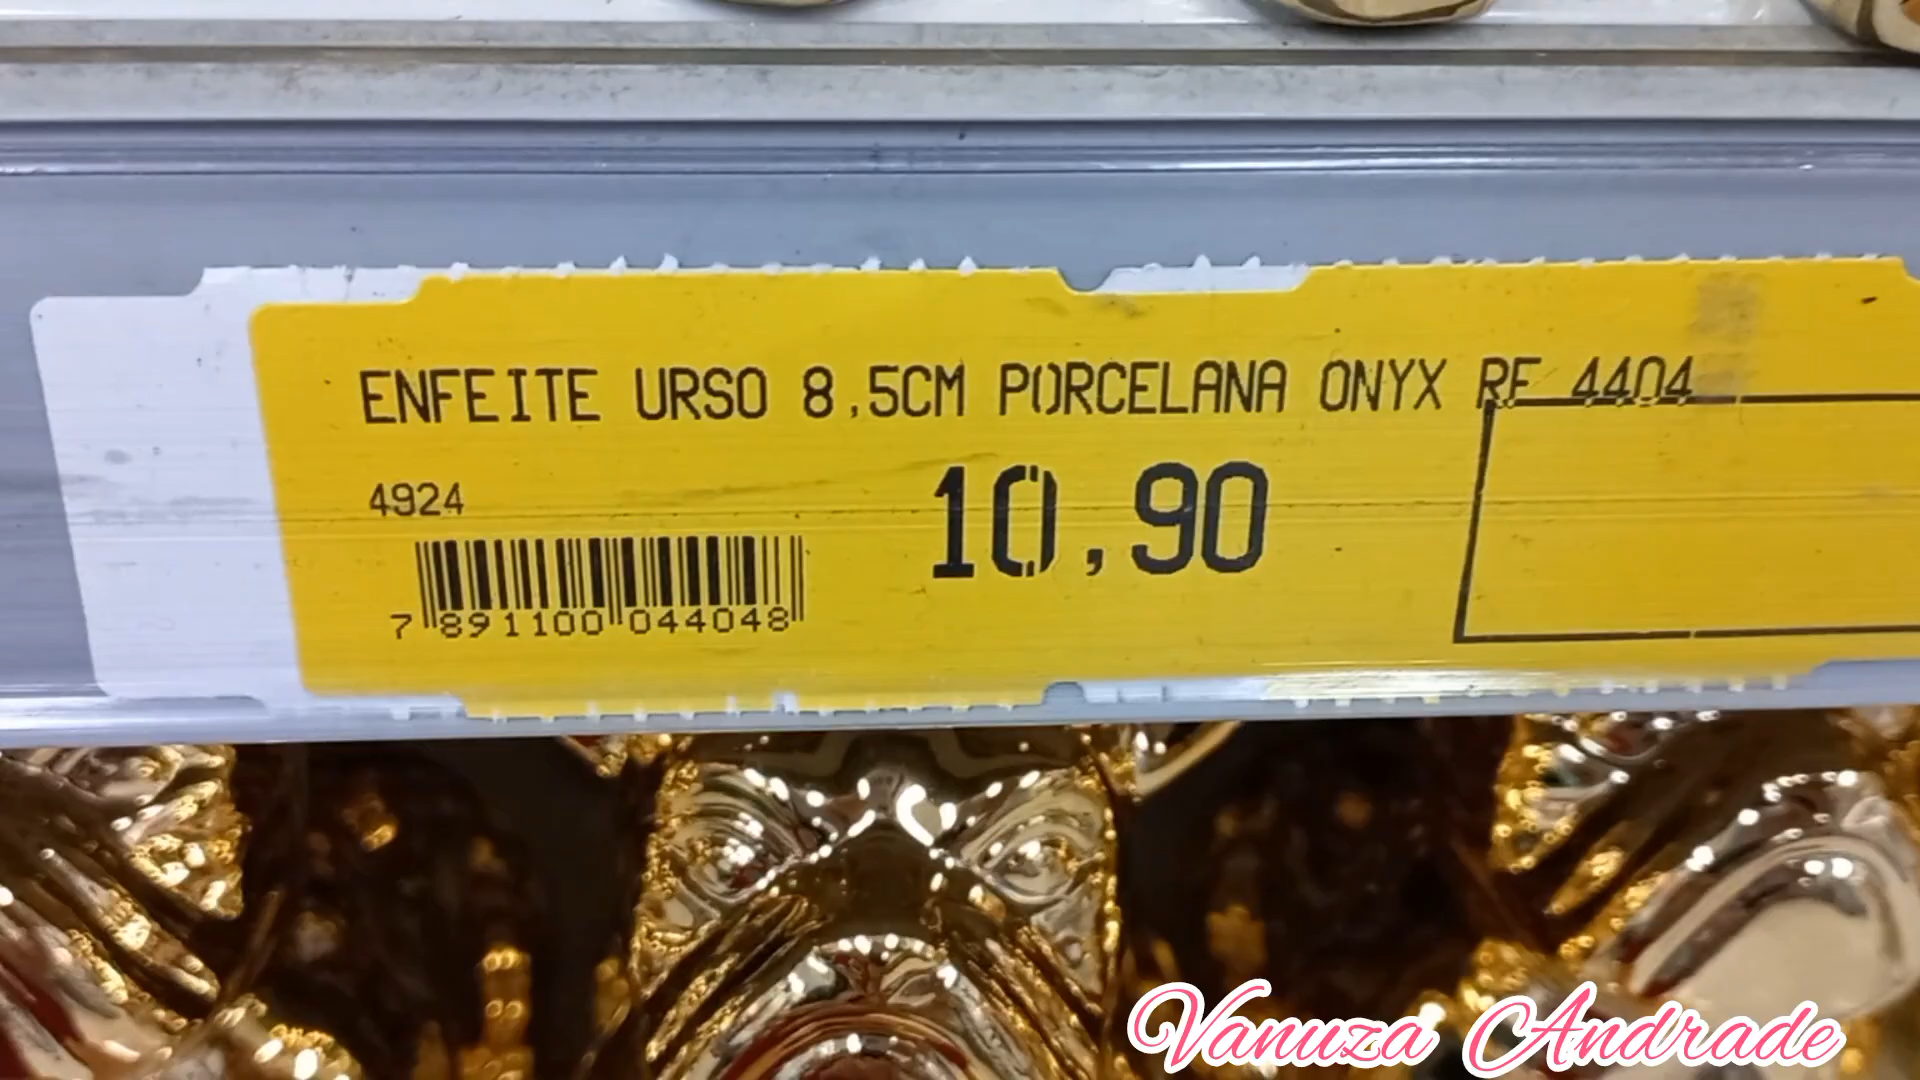 ENFEITE URSO 8,5CM PORCELANA ONYX RF 4404
4924
10,90
7 891100 044048
Vanuza Andrade